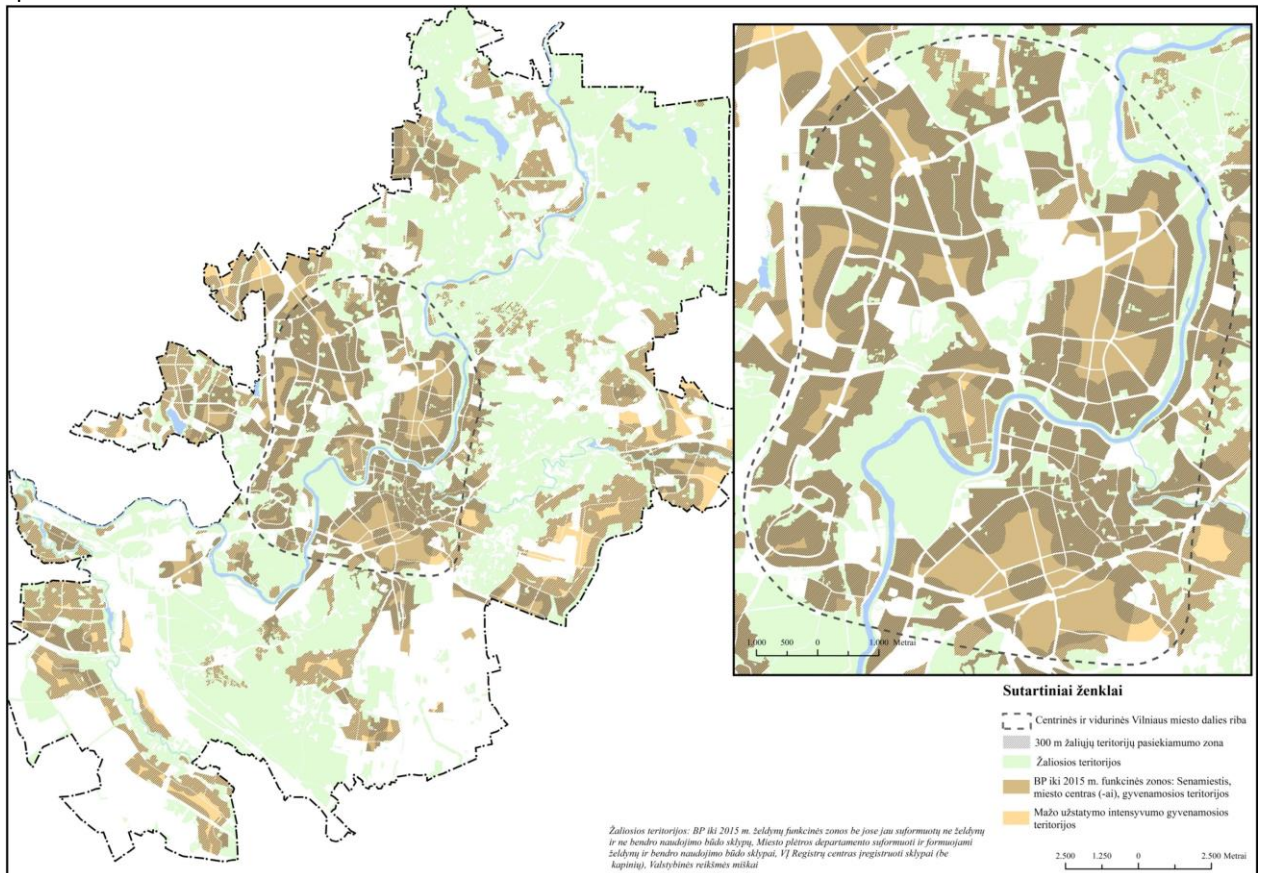 1.000 500 0 1.000 Metrai
Sutartiniai ženklai
Centrinės ir vidurinės Vilniaus miesto dalies riba
300 m žaliųjų teritorijų pasiekiamumo zona
Žaliosios teritorijos
BP iki 2015 m. funkcinės zonos: Senamiestis,
miesto centras (-ai), gyvenamosios teritorijos
Mažo užstatymo intensyvumo gyvenamosios
teritorijos
Žaliosios teritorijos: BP iki 2015 m. želdynų funkcinės zonos be jose jau suformuotų ne želdynų
ir ne bendro naudojimo būdo sklypų, Miesto plėtros departamento suformuoti ir formuojami
želdynų ir bendro naudojimo būdo sklypai, VĮ Registrų centras įregistruoti sklypai (be
kapinių), Valstybinės reikšmės miškai
2.500 1.250 0 2.500 Metrai